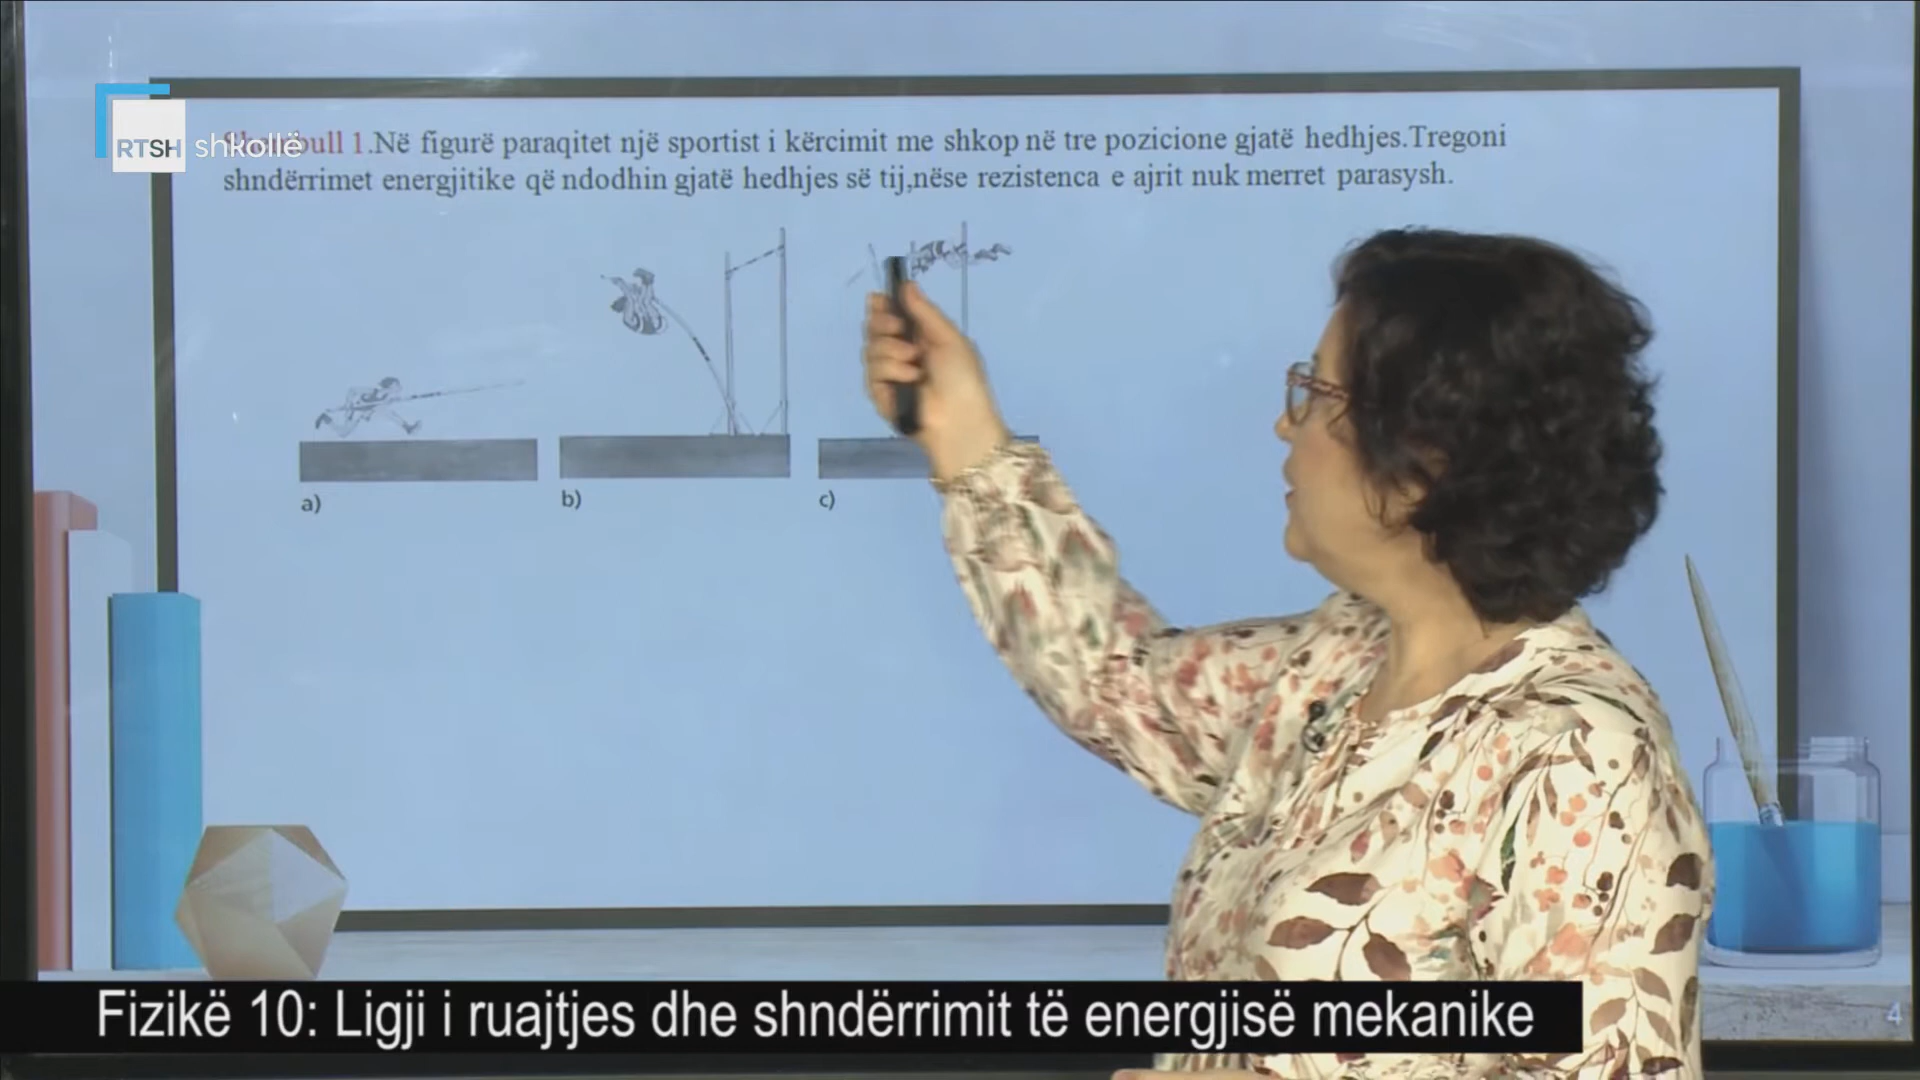 RTSH shkollë
Shembull 1.Në figurë paraqitet një sportist i kërcimit me shkop në tre pozicione gjatë hedhjes.Tregoni
shndërrimet energjitike që ndodhin gjatë hedhjes së tij,nëse rezistenca e ajrit nuk merret parasysh.
a)
b)
c)
Fizikë 10: Ligji i ruajtjes dhe shndërrimit të energjisë mekanike
4